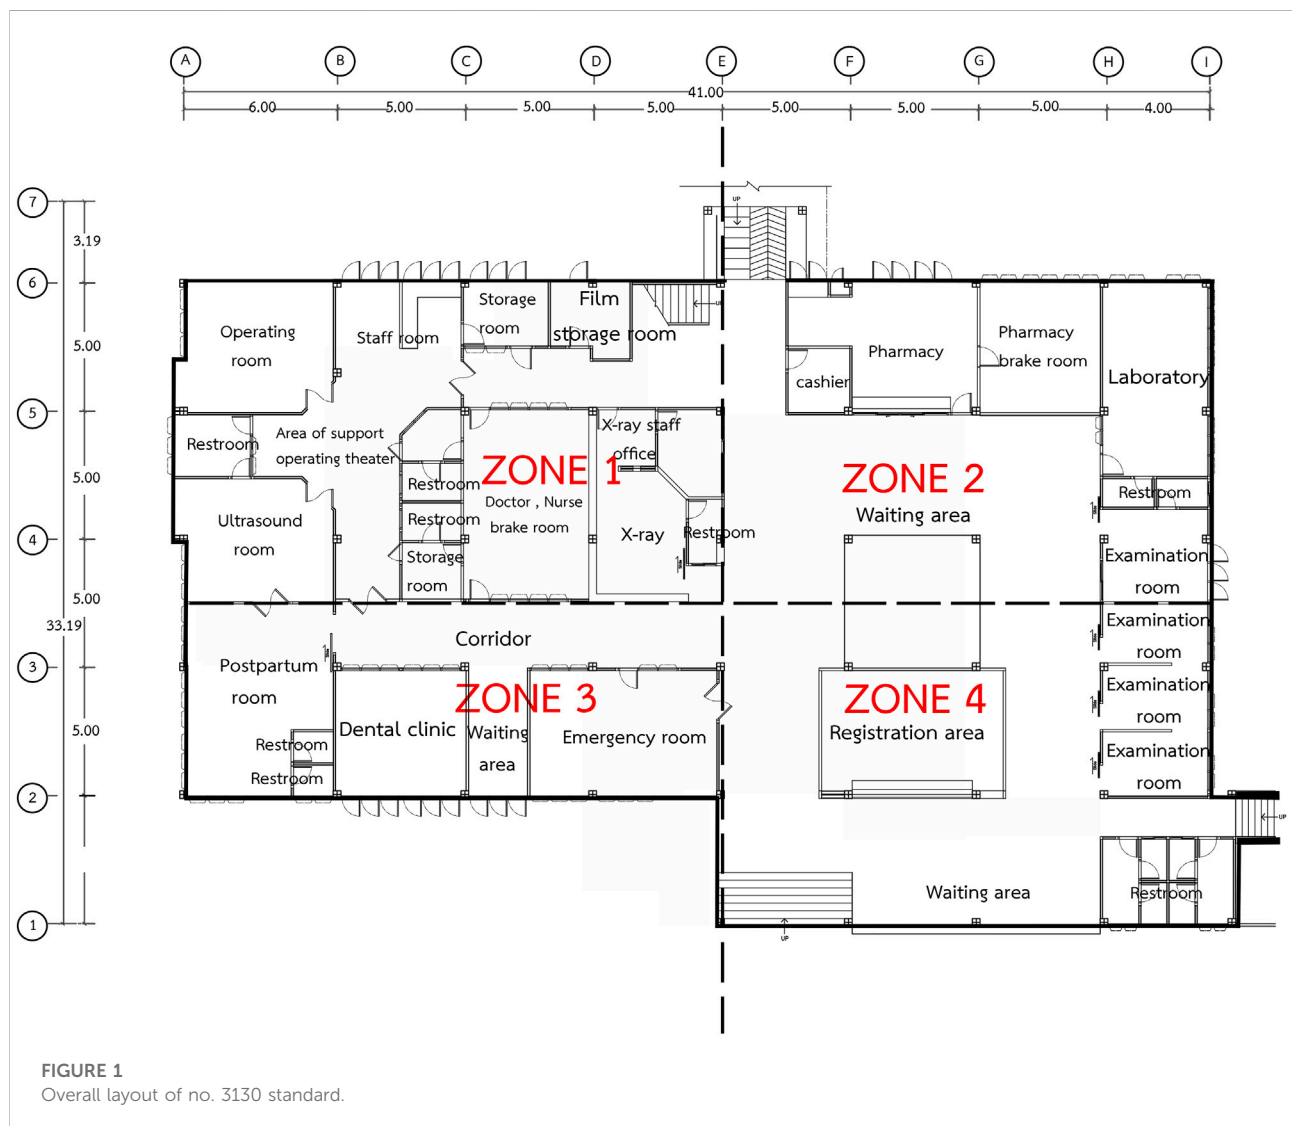 A B C D E F G H I
41.00
6.00 5.00 5.00 5.00 5.00 5.00 5.00 4.00
7
UP
3.19
6
Storage
room
Film
storage room
UP
Operating
room
Staff room
5.00
Pharmacy
Pharmacy
brake room
cashier
Laboratory
5
X-ray staff
office
Area of support
operating theater
Restroom
ZONE 1
ZONE 2
5.00
Restroom
Restroom
Doctor , Nurse
brake room
Waiting area
Ultrasound
room
Restroom
X-ray
Restroom
4
Storage
room
Examination
room
5.00
33.19
Corridor
Examination
room
3
Postpartum
room
ZONE 3
ZONE 4
Examination
room
5.00
Dental clinic
Waiting
area
Emergency room
Registration area
Restroom
Restroom
Examination
room
2
UP
Waiting area
Restroom
1
UP
FIGURE 1
Overall layout of no. 3130 standard.